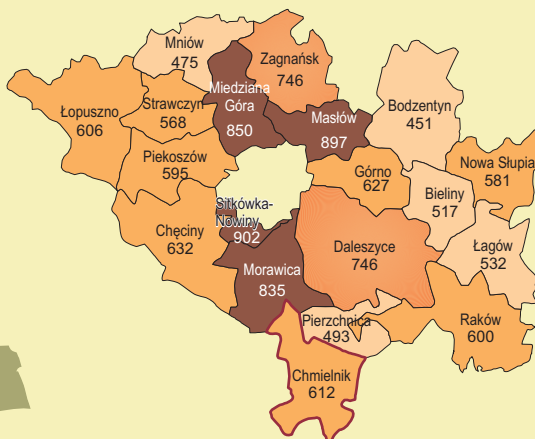 Mniów
475
Zagnańsk
746
Miedziana
Góra
850
Łopuszno
606
Strawczyn
568
Masłów
897
Bodzentyn
451
Piekoszów
595
Górno
627
Nowa Słupia
581
Bieliny
517
Sitkówka-
Nowiny
902
Chęciny
632
Daleszyce
746
Łagów
532
Morawica
835
Pierzchnica
493
Raków
600
Chmielnik
612